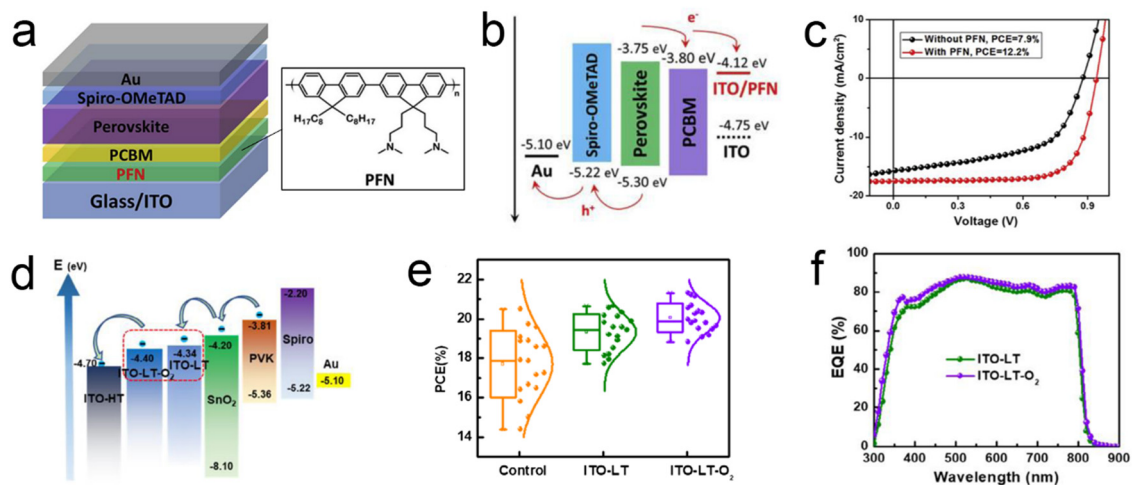 a
Au
Spiro-OMeTAD
Perovskite
PCBM
PFN
Glass/ITO
n
H17C8
C8H17
N
N
PFN
b
e-
-3.75 eV
-3.80 eV
-4.12 eV
ITO/PFN
Spiro-OMeTAD
Perovskite
PCBM
-4.75 eV
ITO
-5.10 eV
Au
-5.22 eV
-5.30 eV
h+
c
Without PFN, PCE=7.9%
With PFN, PCE=12.2%
Current density (mA/cm2)
10
0
-10
-20
0.0
0.3
0.6
0.9
Voltage (V)
d
E (eV)
-2.20
-3.81
-4.20
-4.34
-4.40
-4.70
ITO-LT-O2
ITO-LT
ITO-HT
SnO2
PVK
Spiro
Au
-5.10
-5.22
-5.36
-8.10
e
PCE(%)
22
20
18
16
14
Control
ITO-LT
ITO-LT-O2
f
EQE (%)
100
80
60
40
20
0
ITO-LT
ITO-LT-O2
300
400
500
600
700
800
900
Wavelength (nm)